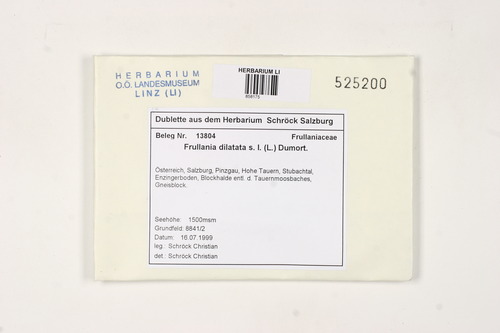 HERBARIUM
O.Ö. LANDESMUSEUM
LINZ (LI)
HERBARIUM LI
525200
Dublette aus dem Herbarium Schröck Salzburg
Beleg Nr. 13804 Frullaniaceae
Frullania dilatata s. l. (L.) Dumort.
Österreich, Salzburg, Pinzgau, Hohe Tauern, Stubachtal,
Enzingerboden, Blockhalde entl. d. Tauernmoosbaches,
Gneisblock.
Seehöhe: 1500msm
Grundfeld: 8841/2
Datum: 16.07.1999
leg.: Schröck Christian
det.: Schröck Christian